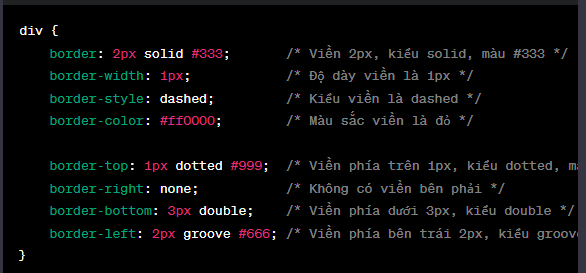 div {
    border: 2px solid #333;       /* Viền 2px, kiểu solid, màu #333 */
    border-width: 1px;            /* Độ dày viền là 1px */
    border-style: dashed;         /* Kiểu viền là dashed */
    border-color: #ff0000;        /* Màu sắc viền là đỏ */
    border-top: 1px dotted #999;  /* Viền phía trên 1px, kiểu dotted,
    border-right: none;           /* Không có viền bên phải */
    border-bottom: 3px double;    /* Viền phía dưới 3px, kiểu double */
    border-left: 2px groove #666; /* Viền phía bên trái 2px, kiểu groove
}